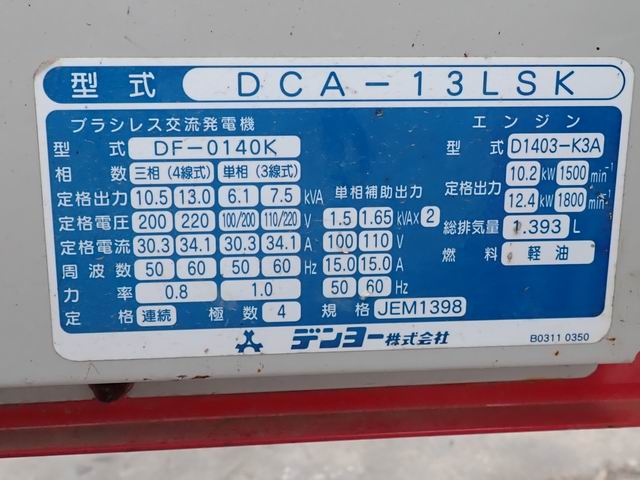 型式 DCA-13LSK
ブラシレス交流発電機
型式 DF-0140K
相数 三相(4線式) 単相(3線式)
定格出力 10.5 13.0 6.1 7.5 kVA
定格電圧 200 220 100/200 110/220 V
定格電流 30.3 34.1 30.3 34.1 A
周波数 50 60 50 60 Hz
力率 0.8 1.0
定格 連続 極数 4 規格 JEM1398
単相補助出力
1.5 1.65 kVA× 2
100 110 V
15.0 15.0 A
50 60 Hz
エンジン
型式 D1403-K3A
定格出力 10.2 kW 1500 min⁻¹
12.4 kW 1800 min⁻¹
総排気量 1.393 L
燃料 軽油
デンヨー株式会社
B0311 0350